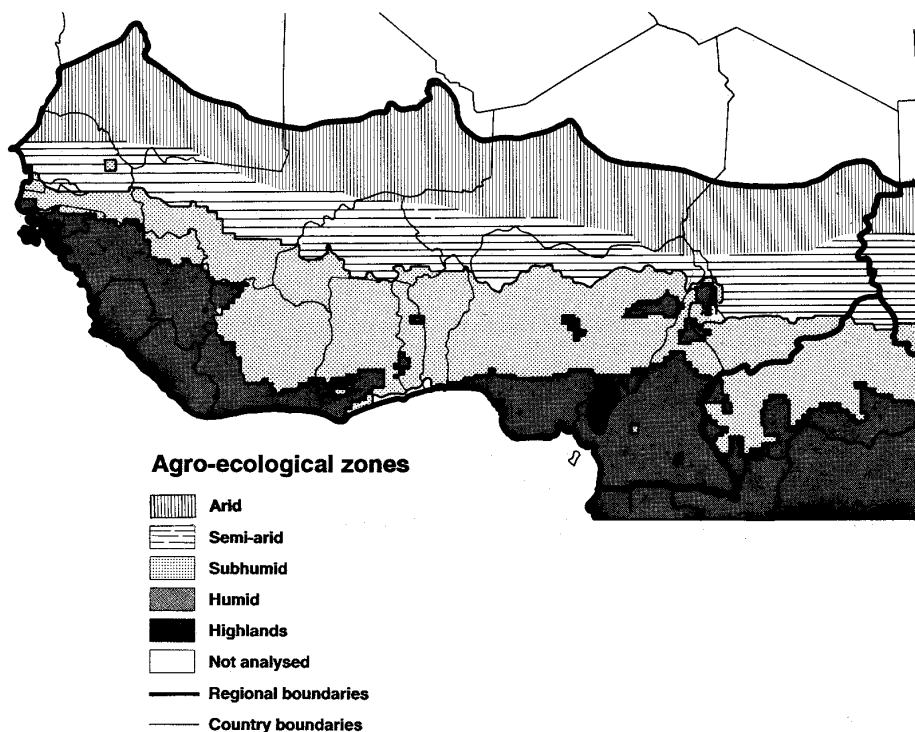 Agro-ecological zones
Arid
Semi-arid
Subhumid
Humid
Highlands
Not analysed
Regional boundaries
Country boundaries